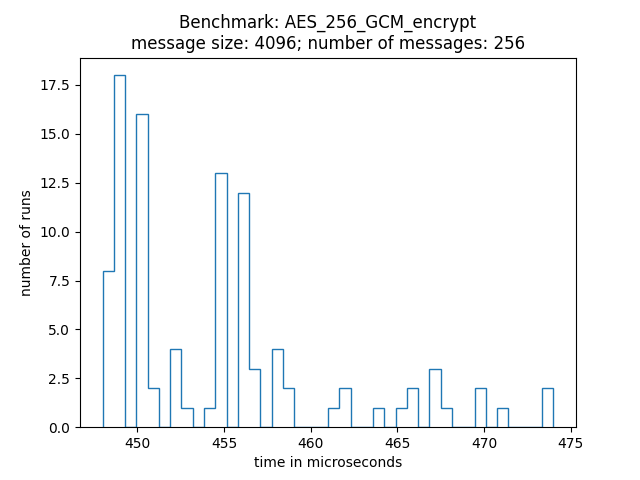 Benchmark: AES_256_GCM_encrypt
message size: 4096; number of messages: 256
17.5
15.0
12.5
10.0
7.5
5.0
2.5
0.0
number of runs
450 455 460 465 470 475
time in microseconds